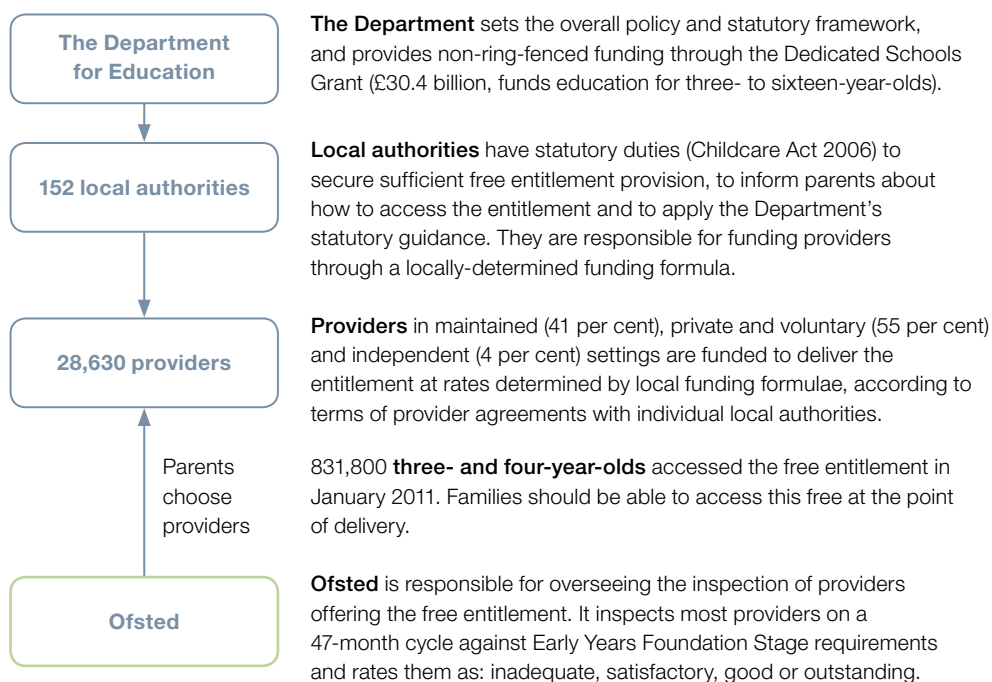 The Department
for Education
The Department sets the overall policy and statutory framework,
and provides non-ring-fenced funding through the Dedicated Schools
Grant (£30.4 billion, funds education for three- to sixteen-year-olds).
152 local authorities
Local authorities have statutory duties (Childcare Act 2006) to
secure sufficient free entitlement provision, to inform parents about
how to access the entitlement and to apply the Department’s
statutory guidance. They are responsible for funding providers
through a locally-determined funding formula.
28,630 providers
Providers in maintained (41 per cent), private and voluntary (55 per cent)
and independent (4 per cent) settings are funded to deliver the
entitlement at rates determined by local funding formulae, according to
terms of provider agreements with individual local authorities.
Parents
choose
providers
831,800 three- and four-year-olds accessed the free entitlement in
January 2011. Families should be able to access this free at the point
of delivery.
Ofsted
Ofsted is responsible for overseeing the inspection of providers
offering the free entitlement. It inspects most providers on a
47-month cycle against Early Years Foundation Stage requirements
and rates them as: inadequate, satisfactory, good or outstanding.